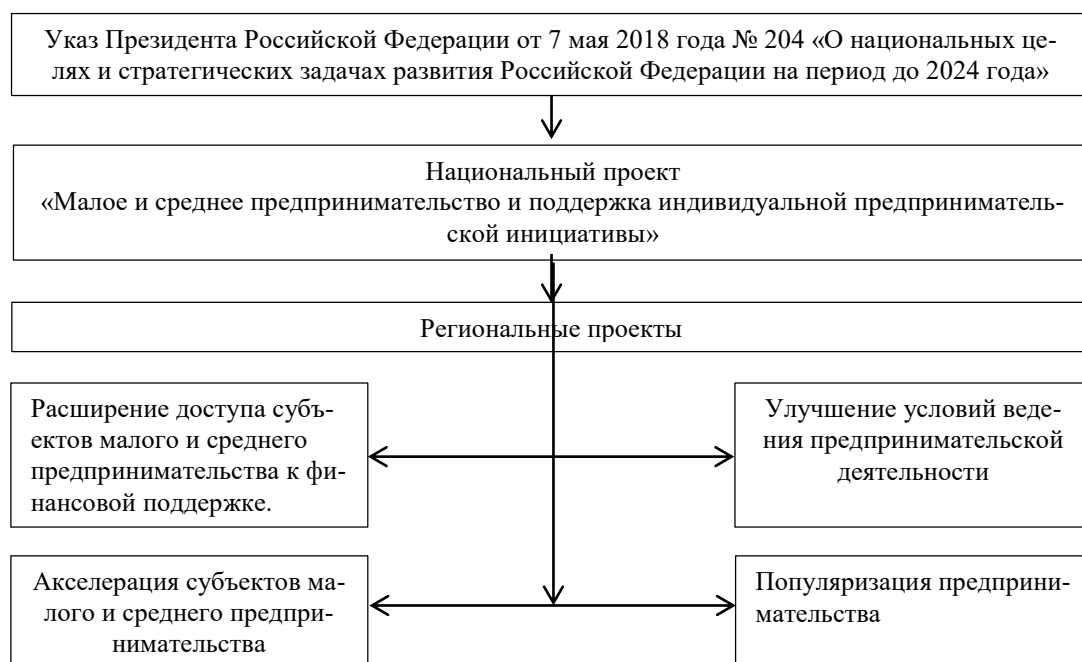 Указ Президента Российской Федерации от 7 мая 2018 года № 204 «О национальных це-
лях и стратегических задачах развития Российской Федерации на период до 2024 года»
Национальный проект
«Малое и среднее предпринимательство и поддержка индивидуальной предприниматель-
ской инициативы»
Региональные проекты
Расширение доступа субъ-
ектов малого и среднего
предпринимательства к фи-
нансовой поддержке.
Улучшение условий веде-
ния предпринимательской
деятельности
Акселерация субъектов ма-
лого и среднего предпри-
нимательства
Популяризация предприни-
мательства